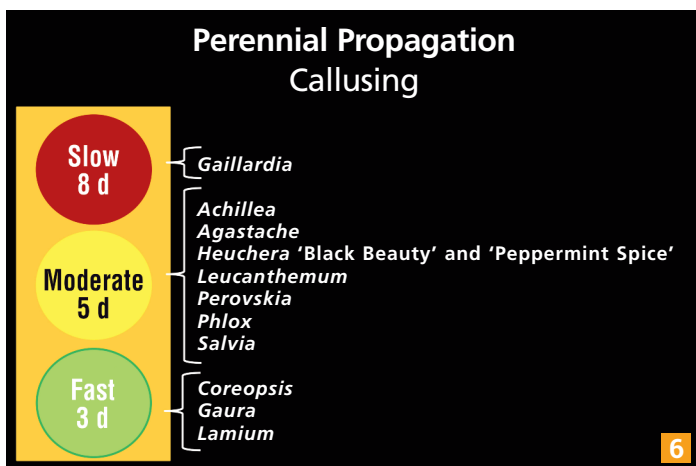 Perennial Propagation
Callusing
Slow
8 d
Gaillardia
Moderate
5 d
Achillea
Agastache
Heuchera ‘Black Beauty’ and ‘Peppermint Spice’
Leucanthemum
Perovskia
Phlox
Salvia
Fast
3 d
Coreopsis
Gaura
Lamium
6